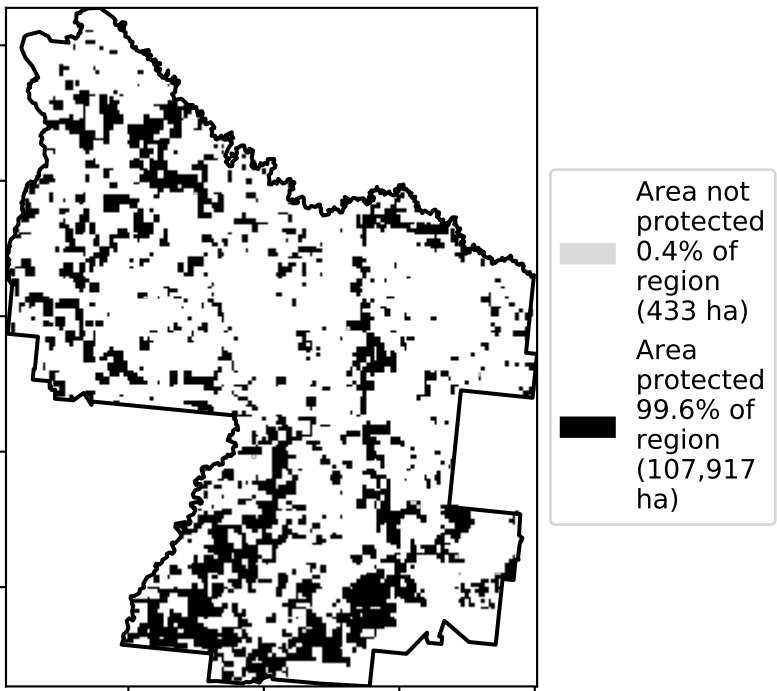 Area not
protected
0.4% of
region
(433 ha)
Area
protected
99.6% of
region
(107,917
ha)